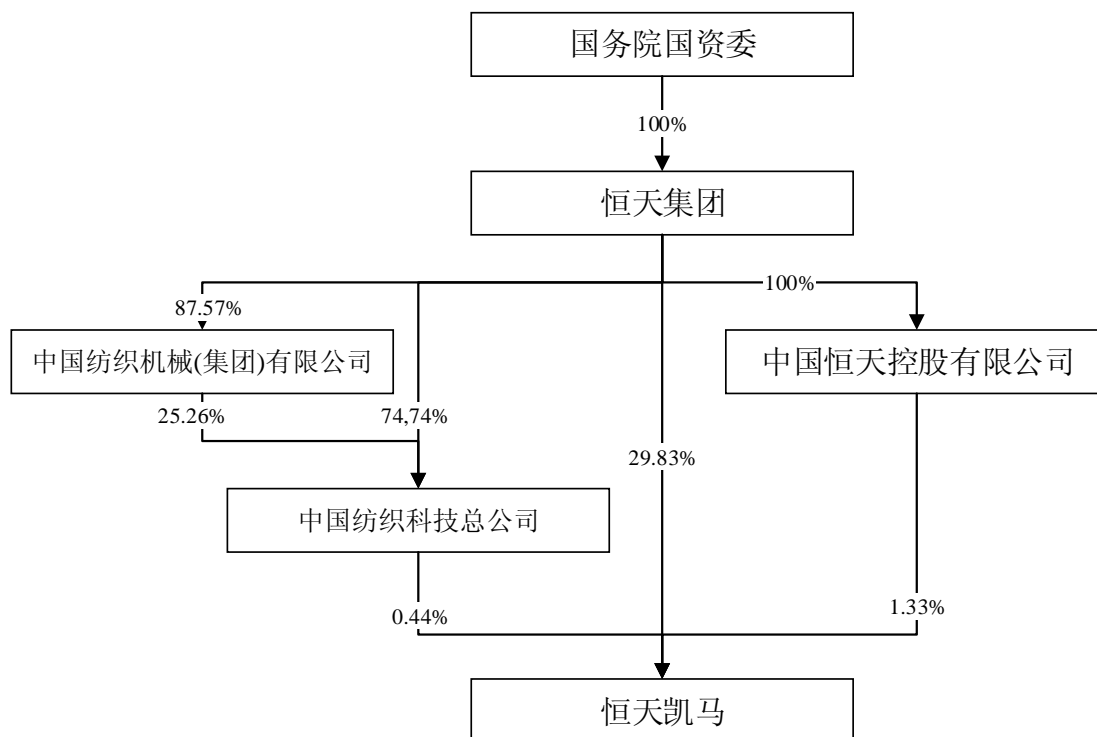 国务院国资委
100%
恒天集团
100%
87.57%
中国纺织机械(集团)有限公司
中国恒天控股有限公司
25.26%
74,74%
29.83%
中国纺织科技总公司
0.44%
1.33%
恒天凯马